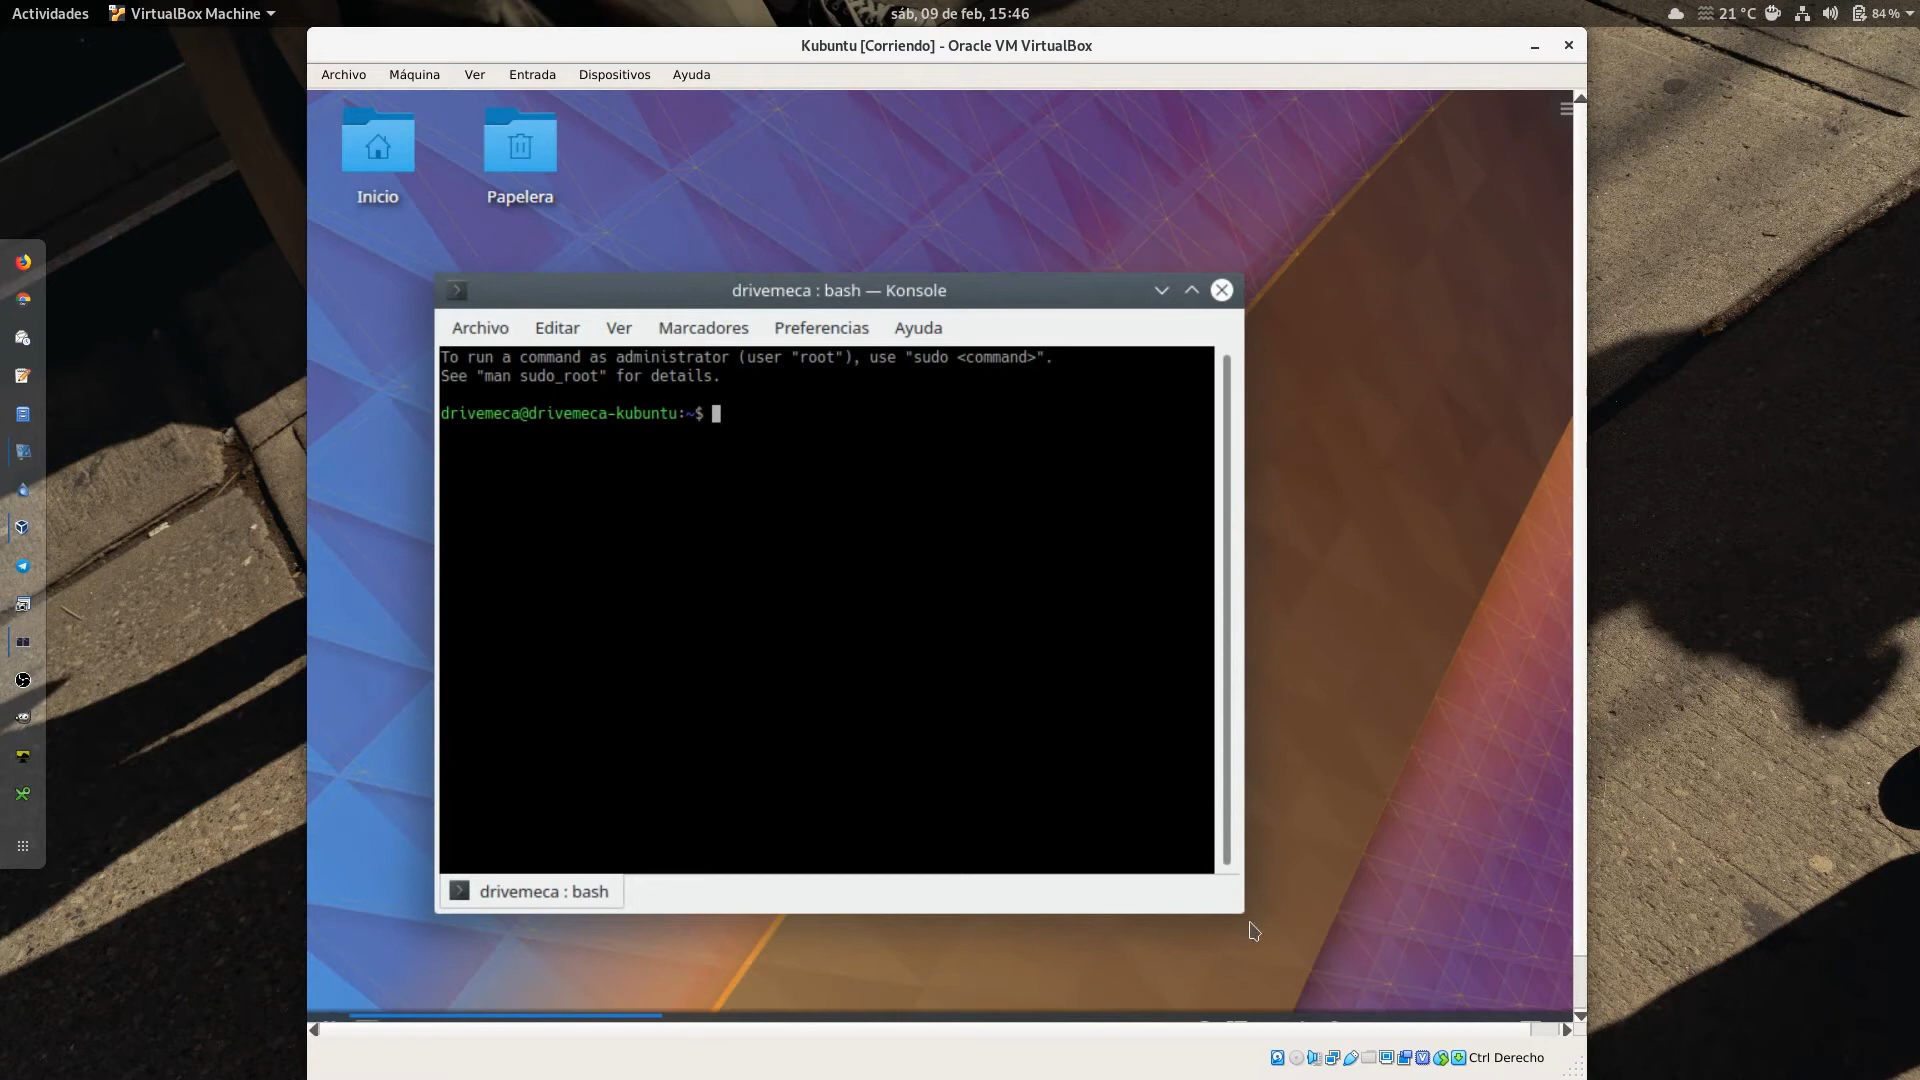 Actividades VirtualBox Machine sáb, 09 de feb, 15:46 21 °C 84 %
Kubuntu [Corriendo] - Oracle VM VirtualBox
Archivo Máquina Ver Entrada Dispositivos Ayuda
Inicio Papelera
drivemeca : bash — Konsole
Archivo Editar Ver Marcadores Preferencias Ayuda
To run a command as administrator (user "root"), use "sudo <command>".
See "man sudo_root" for details.
drivemeca@drivemeca-kubuntu:~$
drivemeca : bash
Ctrl Derecho